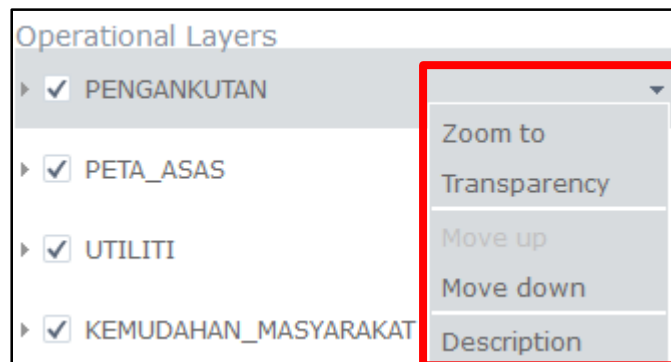 Operational Layers
PENGANKUTAN
Zoom to
PETA_ASAS
Transparency
Move up
UTILITI
Move down
KEMUDAHAN_MASYARAKAT
Description